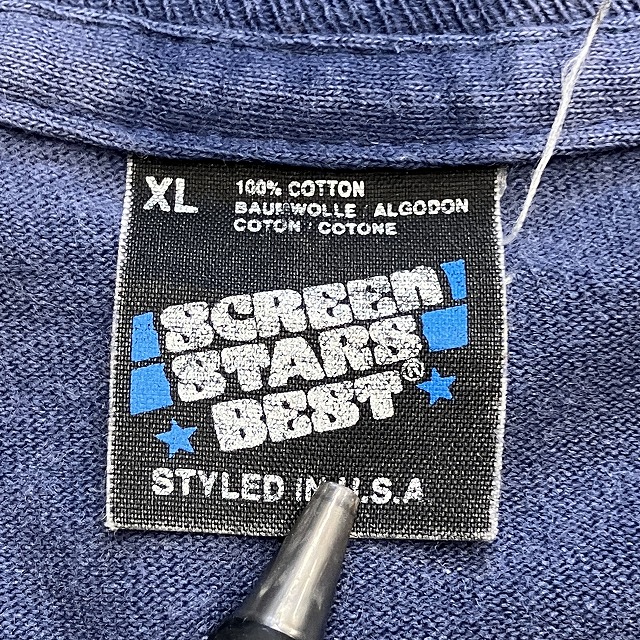 XL
100% COTTON
BAUMWOLLE / ALGODON
COTON / COTONE
SCREEN
STARS
BEST®
STYLED IN U.S.A